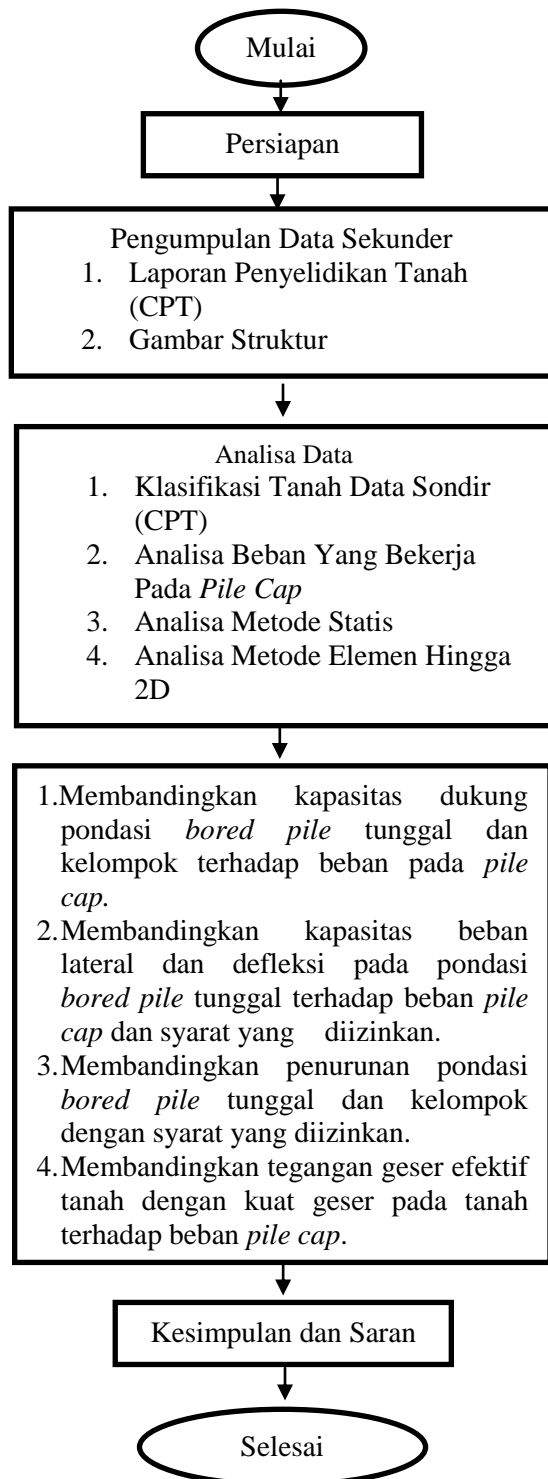 Mulai
Persiapan
Pengumpulan Data Sekunder
1. Laporan Penyelidikan Tanah
(CPT)
2. Gambar Struktur
Analisa Data
1. Klasifikasi Tanah Data Sondir
(CPT)
2. Analisa Beban Yang Bekerja
Pada Pile Cap
3. Analisa Metode Statis
4. Analisa Metode Elemen Hingga
2D
1.Membandingkan kapasitas dukung
pondasi bored pile tunggal dan
kelompok terhadap beban pada pile
cap.
2.Membandingkan kapasitas beban
lateral dan defleksi pada pondasi
bored pile tunggal terhadap beban pile
cap dan syarat yang diizinkan.
3.Membandingkan penurunan pondasi
bored pile tunggal dan kelompok
dengan syarat yang diizinkan.
4.Membandingkan tegangan geser efektif
tanah dengan kuat geser pada tanah
terhadap beban pile cap.
Kesimpulan dan Saran
Selesai